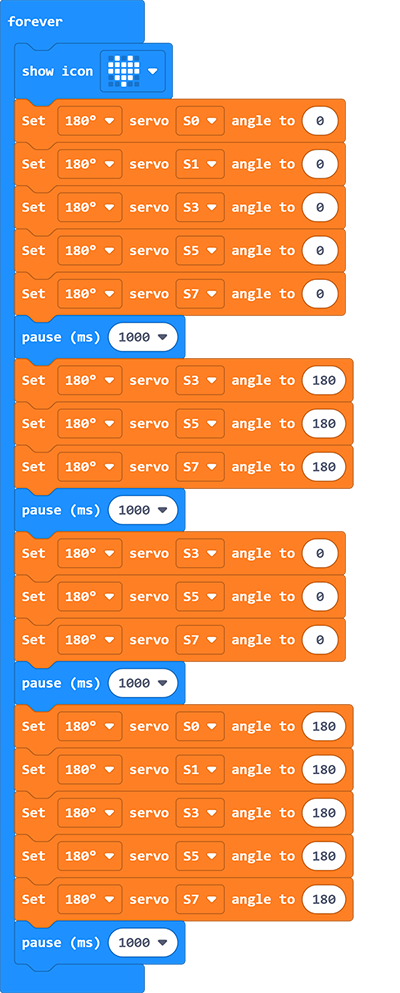 forever
show icon
Set 180° servo S0 angle to 0
Set 180° servo S1 angle to 0
Set 180° servo S3 angle to 0
Set 180° servo S5 angle to 0
Set 180° servo S7 angle to 0
pause (ms) 1000
Set 180° servo S3 angle to 180
Set 180° servo S5 angle to 180
Set 180° servo S7 angle to 180
pause (ms) 1000
Set 180° servo S3 angle to 0
Set 180° servo S5 angle to 0
Set 180° servo S7 angle to 0
pause (ms) 1000
Set 180° servo S0 angle to 180
Set 180° servo S1 angle to 180
Set 180° servo S3 angle to 180
Set 180° servo S5 angle to 180
Set 180° servo S7 angle to 180
pause (ms) 1000